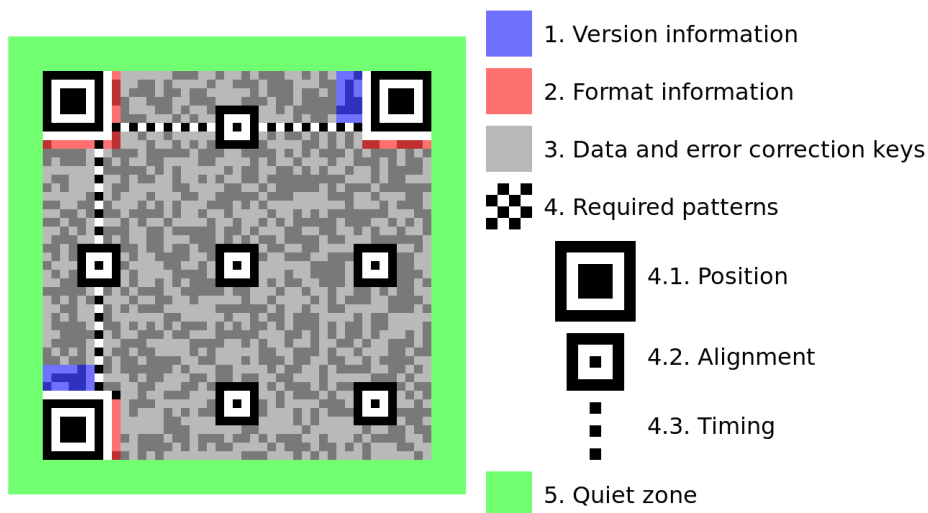 1. Version information
2. Format information
3. Data and error correction keys
4. Required patterns
4.1. Position
4.2. Alignment
4.3. Timing
5. Quiet zone